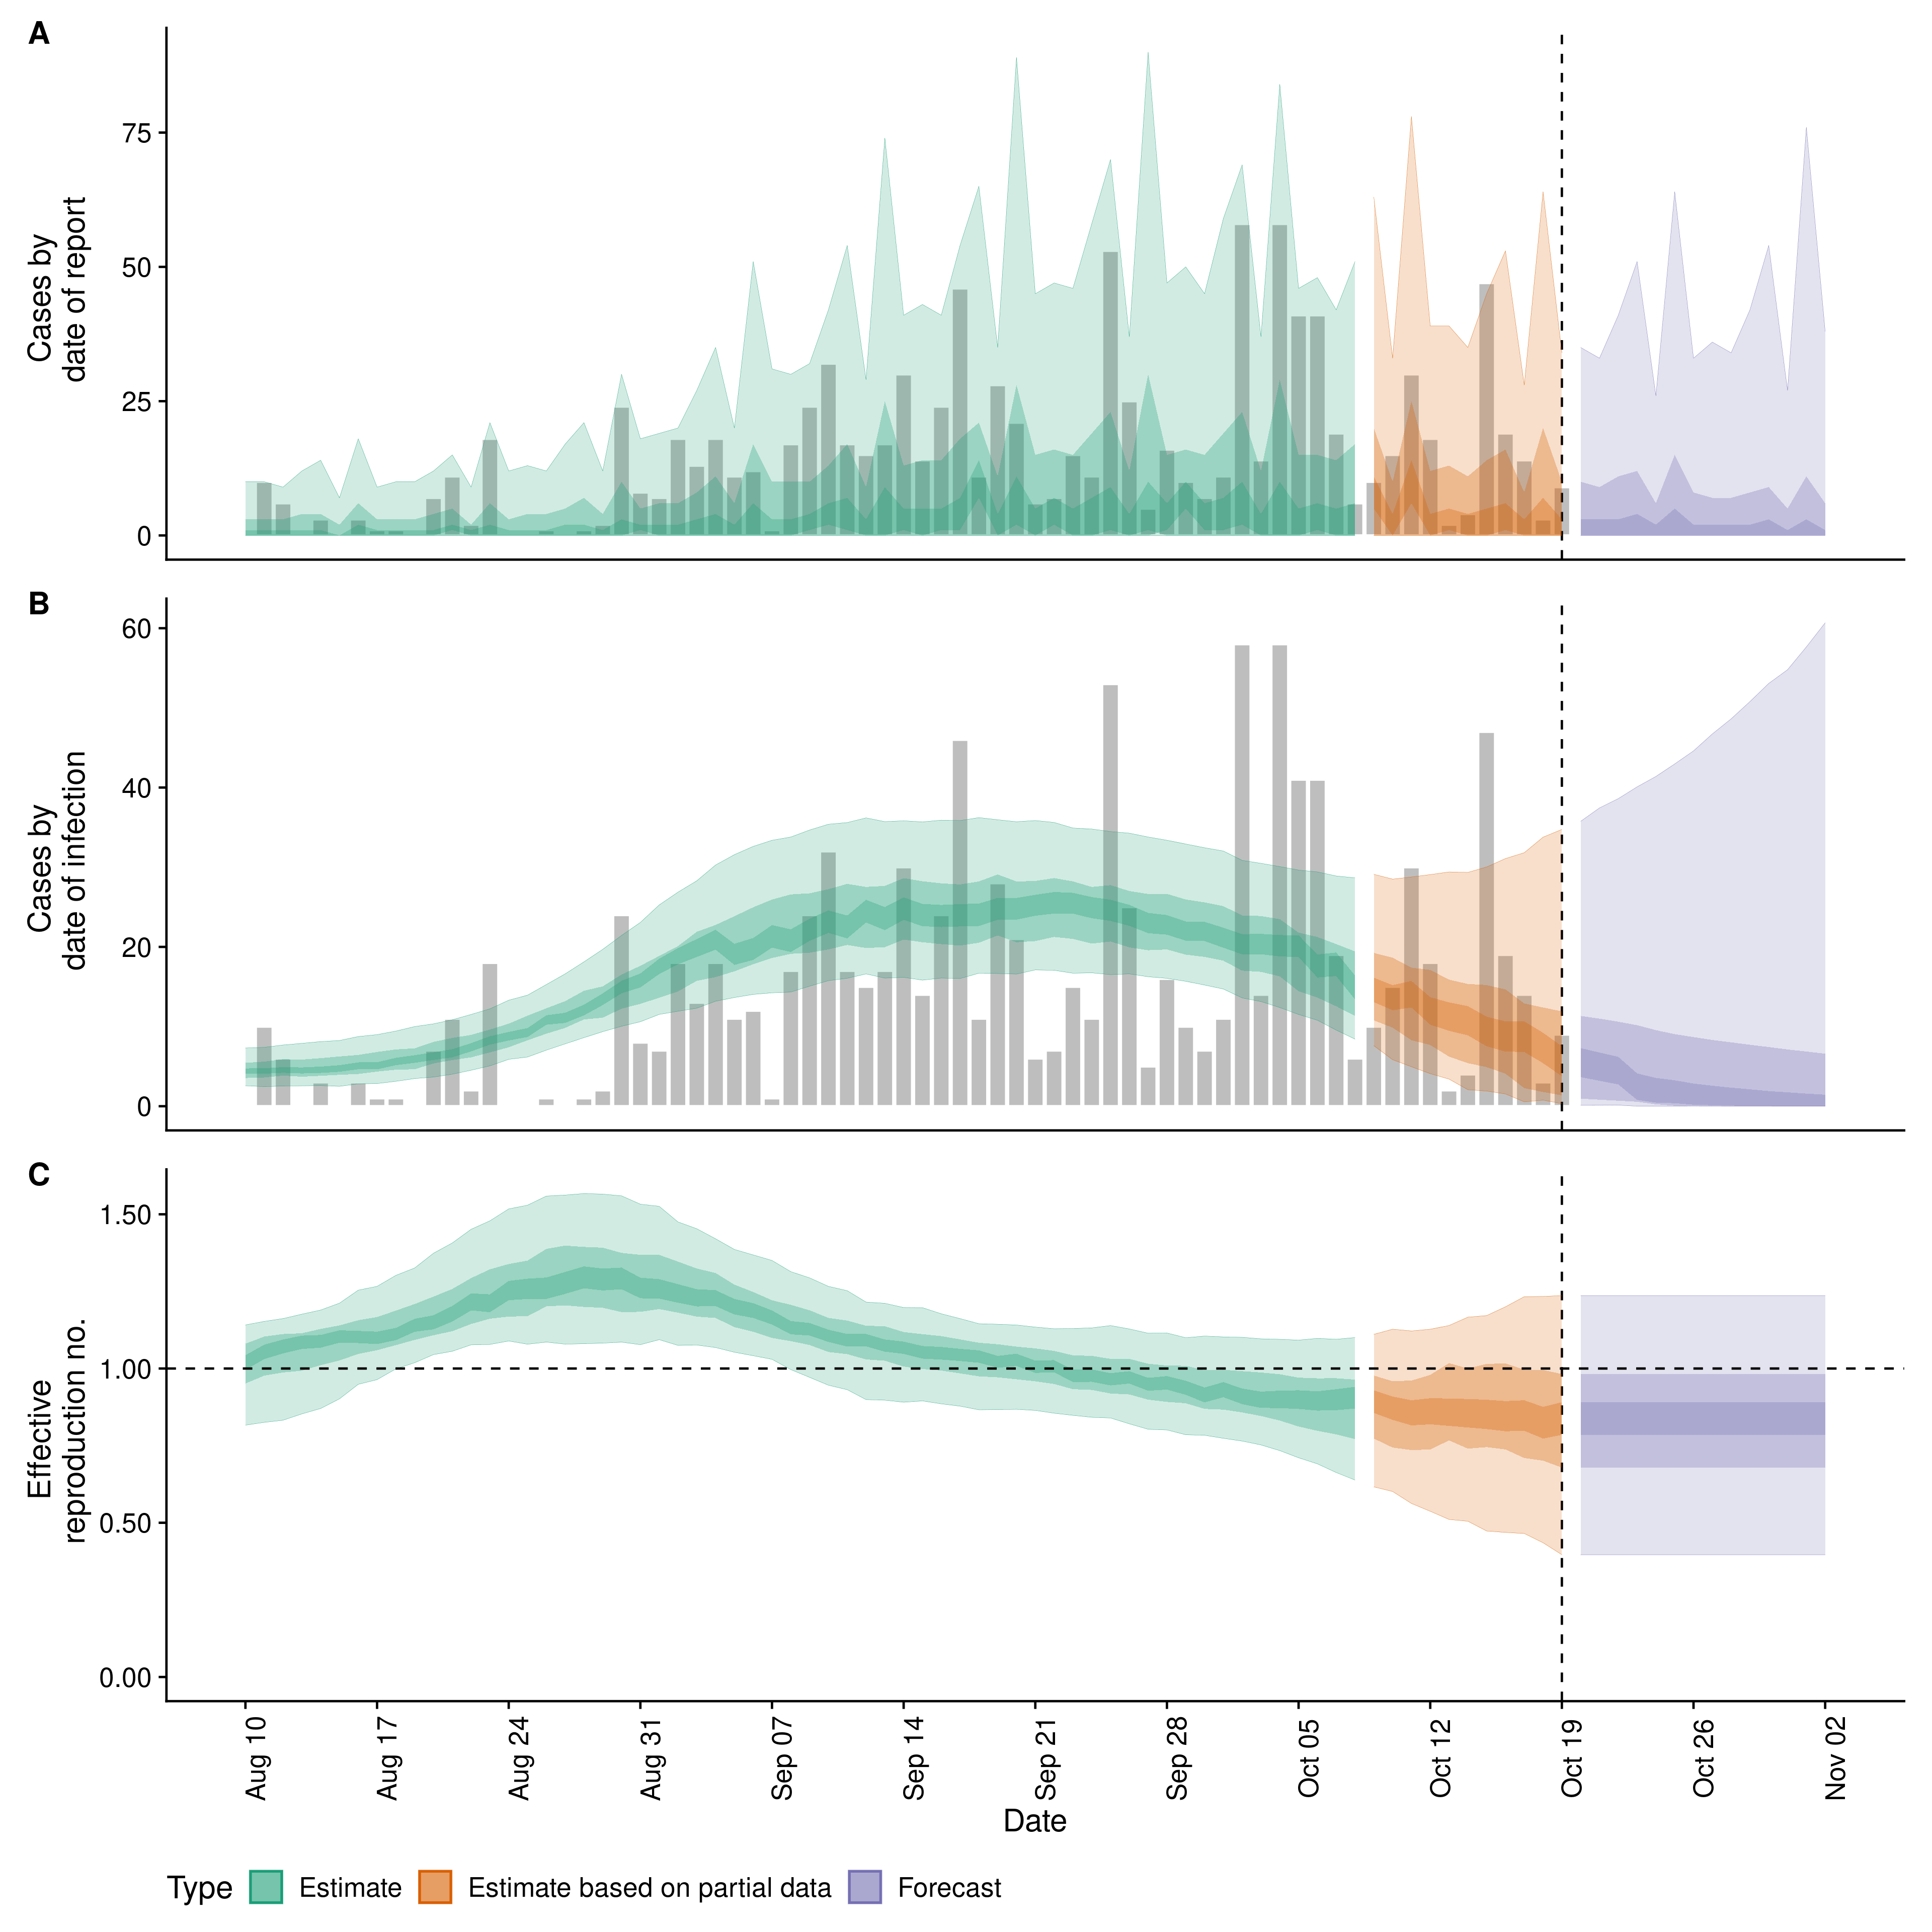 A
Cases by
date of report
75
50
25
0
B
Cases by
date of infection
60
40
20
0
C
Effective
reproduction no.
1.50
1.00
0.50
0.00
Aug 10
Aug 17
Aug 24
Aug 31
Sep 07
Sep 14
Sep 21
Sep 28
Oct 05
Oct 12
Oct 19
Oct 26
Nov 02
Date
Type Estimate Estimate based on partial data Forecast